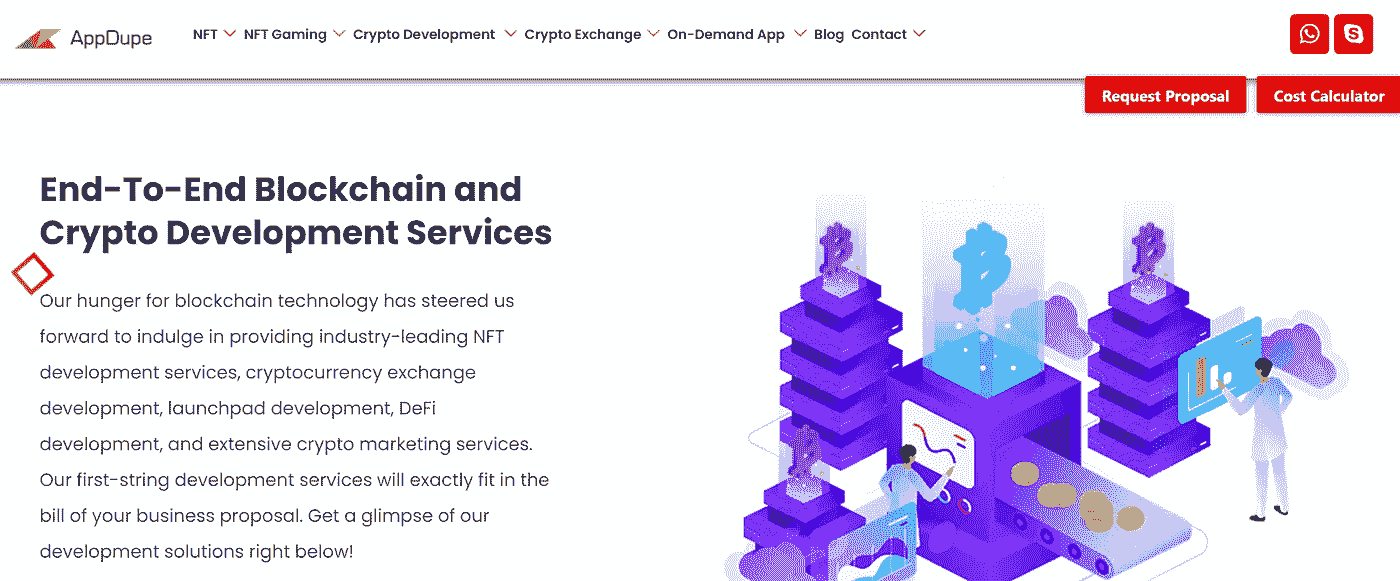 AppDupe
NFT NFT Gaming Crypto Development Crypto Exchange On-Demand App Blog Contact
Request Proposal Cost Calculator
End-To-End Blockchain and
Crypto Development Services
Our hunger for blockchain technology has steered us
forward to indulge in providing industry-leading NFT
development services, cryptocurrency exchange
development, launchpad development, DeFi
development, and extensive crypto marketing services.
Our first-string development services will exactly fit in the
bill of your business proposal. Get a glimpse of our
development solutions right below!